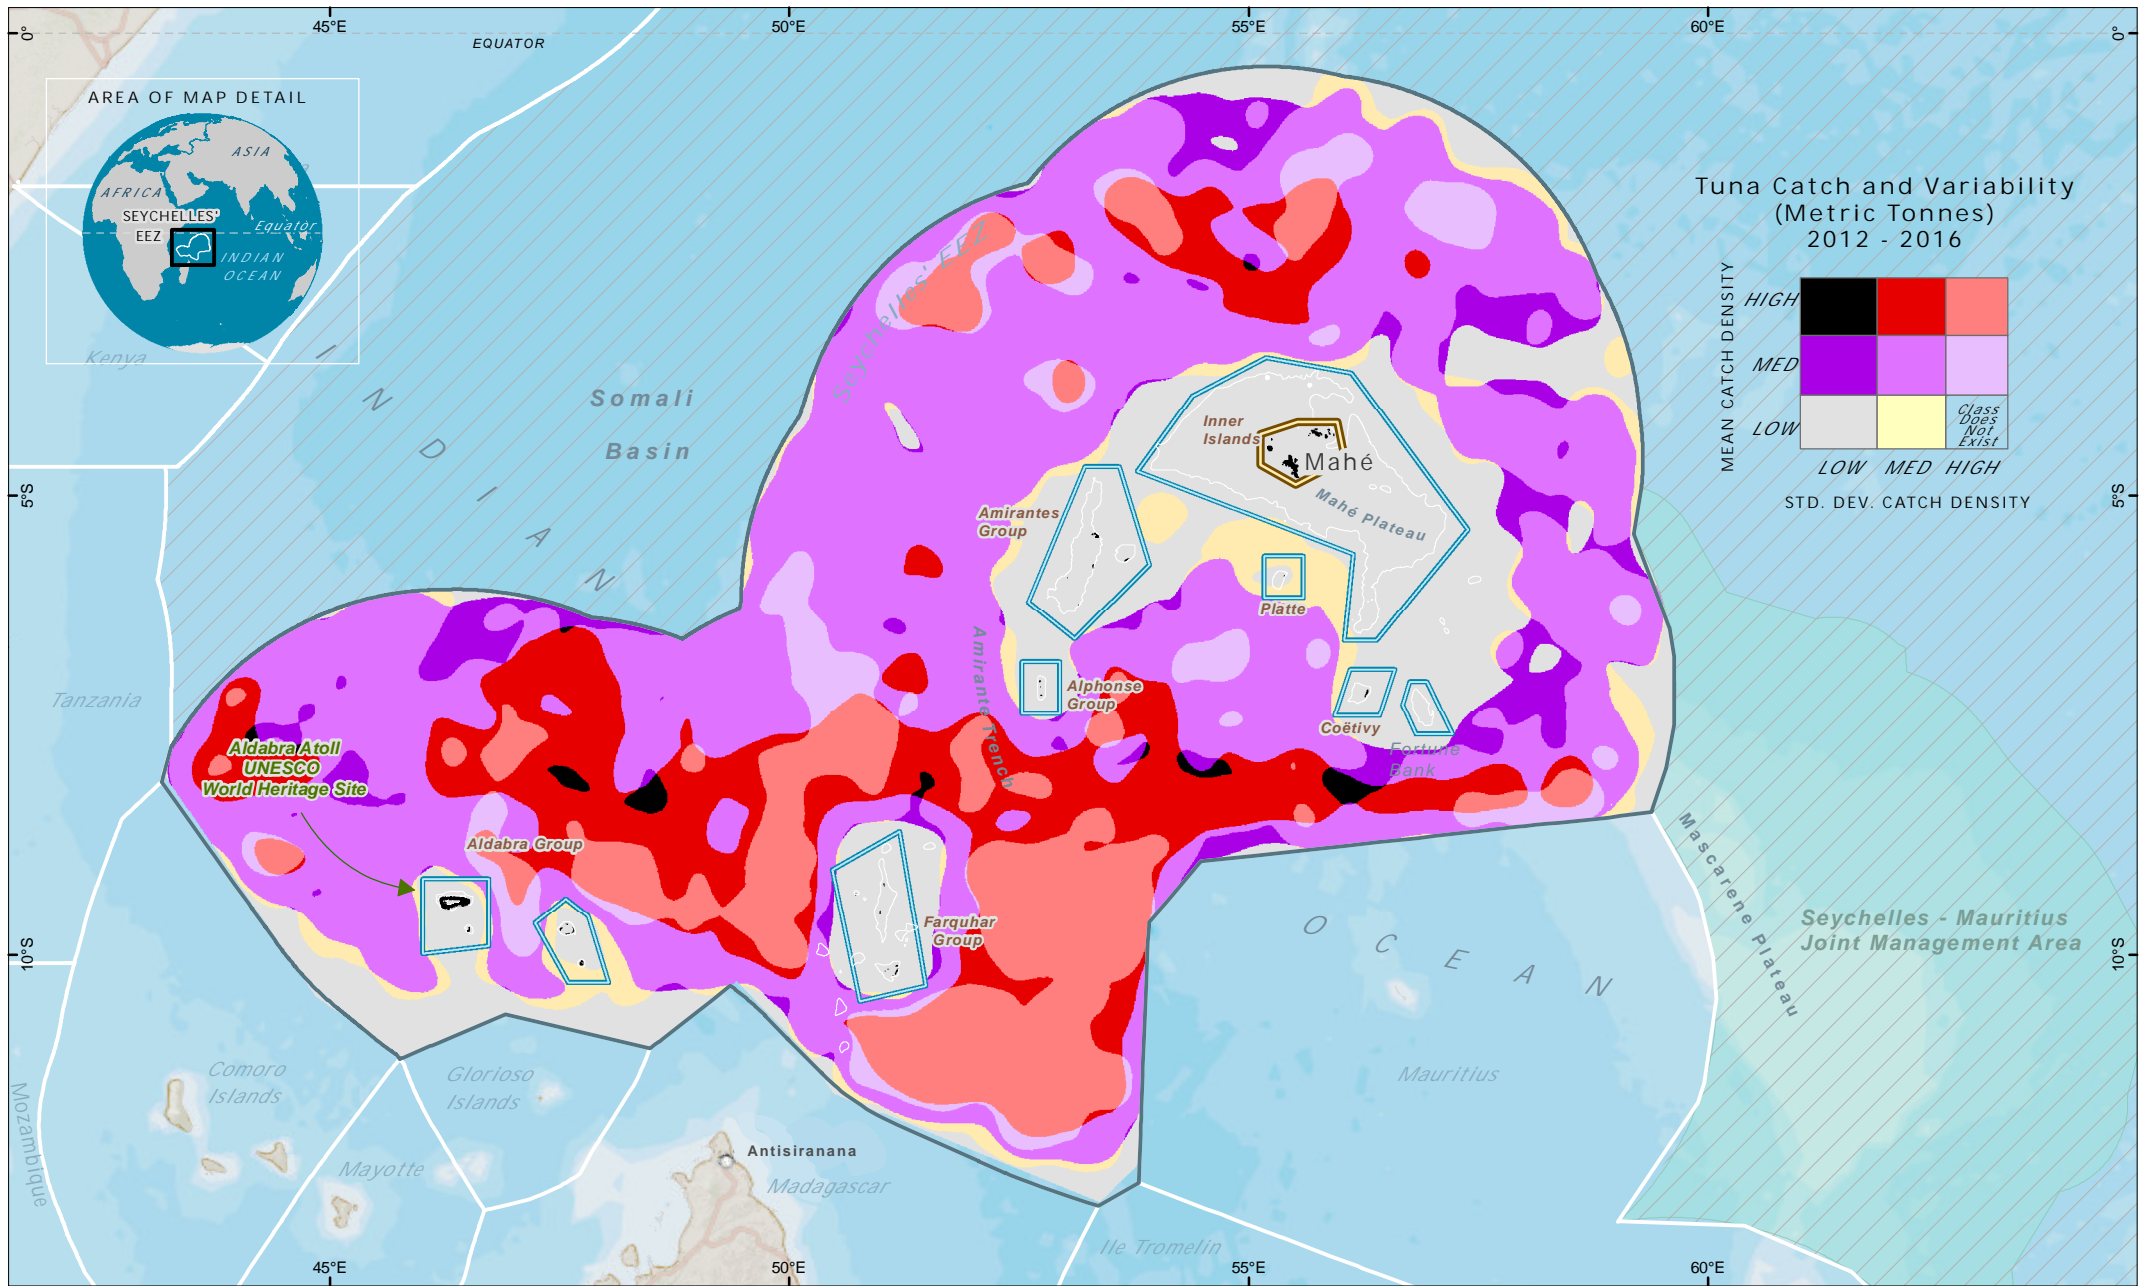 45°E
50°E
55°E
60°E
0°
0°
EQUATOR
AREA OF MAP DETAIL
ASIA
AFRICA
SEYCHELLES'
EEZ
Equator
INDIAN
OCEAN
Kenya
Tuna Catch and Variability
(Metric Tonnes)
2012 - 2016
MEAN CATCH DENSITY
HIGH
MED
LOW
Class
Does
Not
Exist
LOW MED HIGH
STD. DEV. CATCH DENSITY
Seychelles' EEZ
Somali
Basin
INDIAN
Inner
Islands
Mahé
Mahé Plateau
5°S
5°S
Amirantes
Group
Platte
Amirante Trench
Alphonse
Group
Coëtivy
Fortune
Bank
Tanzania
Aldabra Atoll
UNESCO
World Heritage Site
Aldabra Group
Farquhar
Group
OCEAN
Mascarene Plateau
Seychelles - Mauritius
Joint Management Area
10°S
10°S
Comoro
Islands
Glorioso
Islands
Mauritius
Mozambique
Mayotte
Antisiranana
Madagascar
Ile Tromelin
45°E
50°E
55°E
60°E